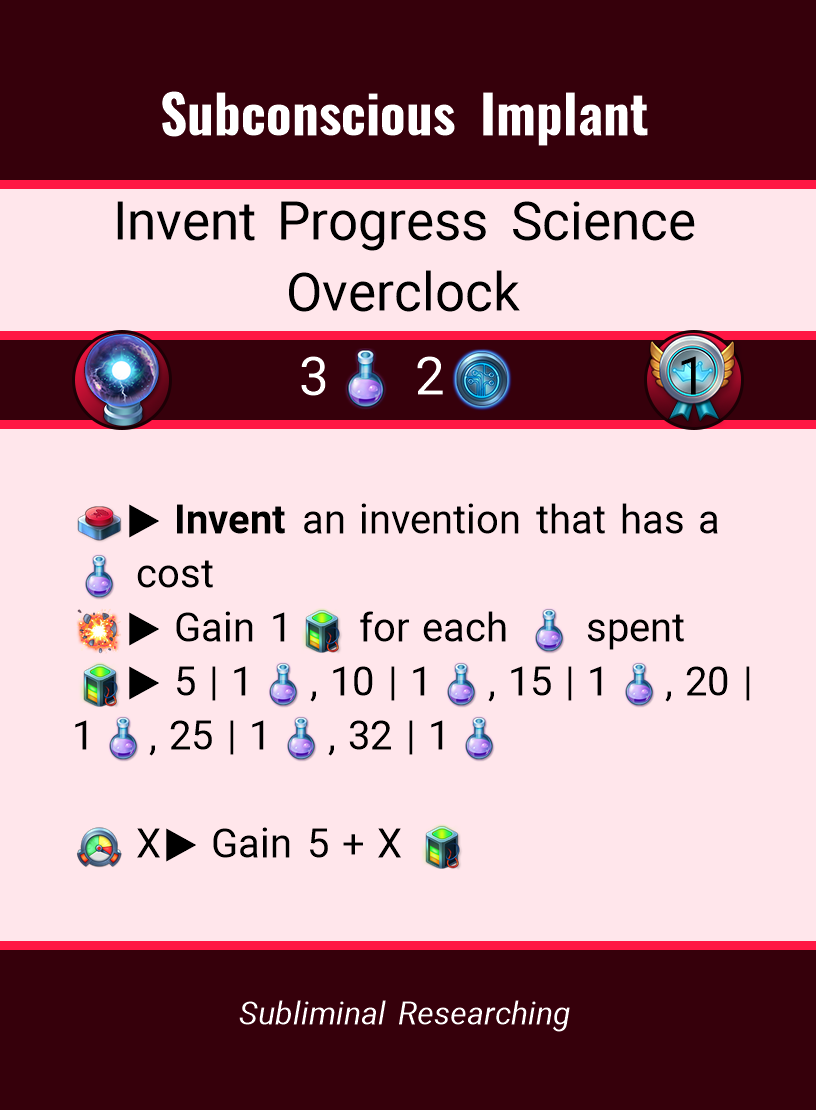 Subconscious Implant
Invent Progress Science
Overclock
3 2 1
▶ Invent an invention that has a
cost
▶ Gain 1 for each spent
▶ 5 | 1 , 10 | 1 , 15 | 1 , 20 |
1 , 25 | 1 , 32 | 1
X▶ Gain 5 + X
Subliminal Researching